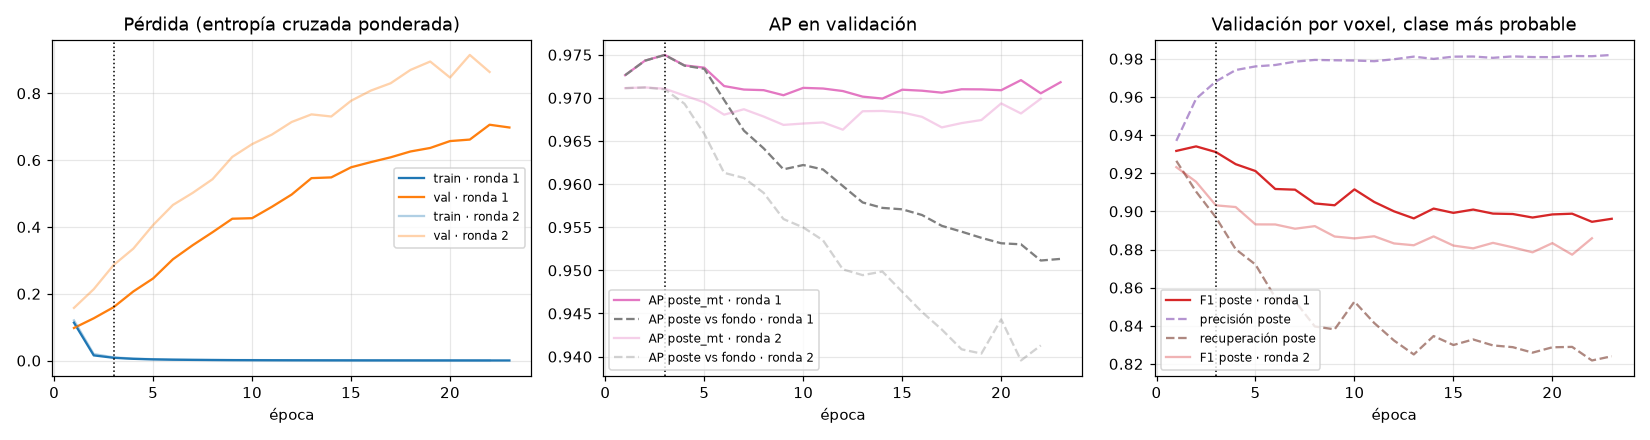 Pérdida (entropía cruzada ponderada)
0.8
0.6
0.4
0.2
0.0
0
5
10
15
20
época
train · ronda 1
val · ronda 1
train · ronda 2
val · ronda 2
AP en validación
0.975
0.970
0.965
0.960
0.955
0.950
0.945
0.940
0
5
10
15
20
época
AP poste_mt · ronda 1
AP poste vs fondo · ronda 1
AP poste_mt · ronda 2
AP poste vs fondo · ronda 2
Validación por voxel, clase más probable
0.98
0.96
0.94
0.92
0.90
0.88
0.86
0.84
0.82
0
5
10
15
20
época
F1 poste · ronda 1
precisión poste
recuperación poste
F1 poste · ronda 2